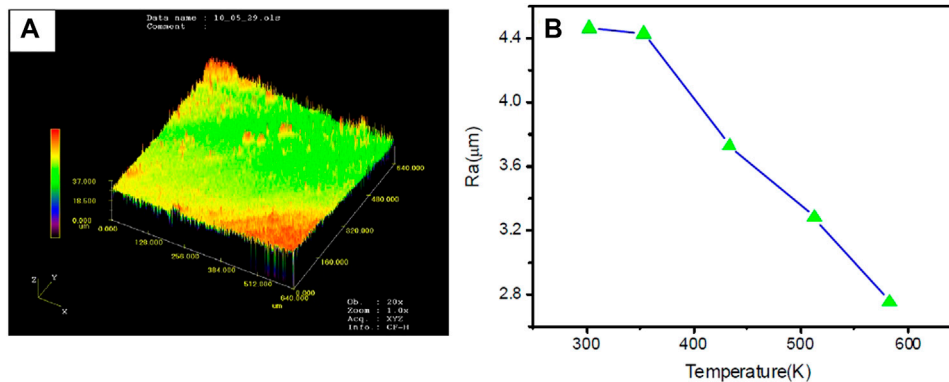 A
Data name : 10_05_29.ols
Comment :
37.000
18.500
0.000
um
0.000
128.000
256.000
384.000
512.000
640.000
um
0.000
160.000
320.000
480.000
640.000
Z
Y
X
Ob. : 20x
Zoom : 1.0x
Acq. : XYZ
Info. : CF-H
B
4.4
4.0
3.6
3.2
2.8
Ra(μm)
300
400
500
600
Temperature(K)